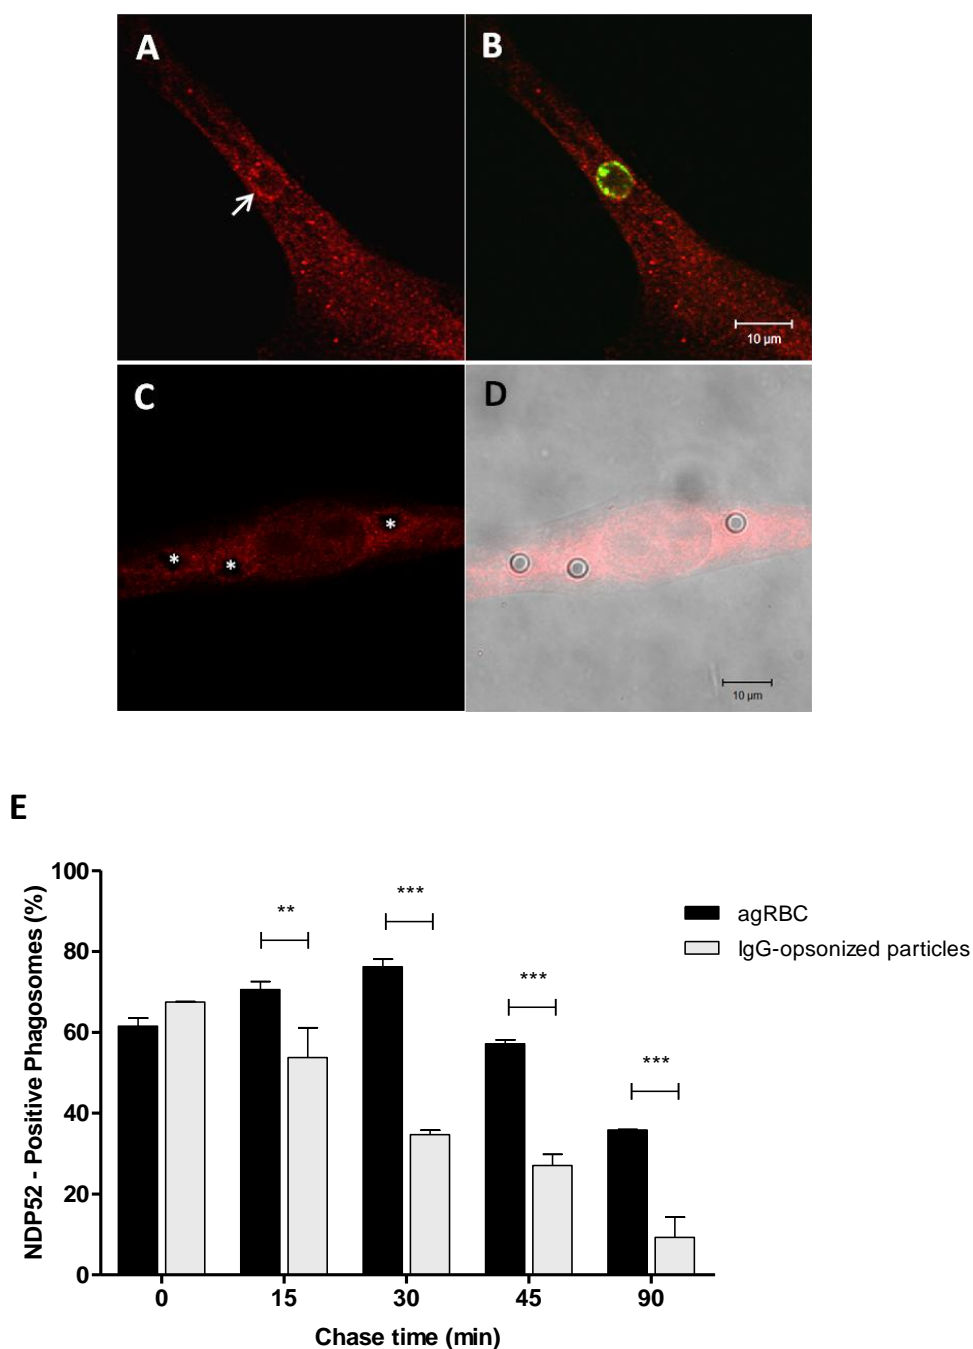 A
B
10 µm
C
D
* * *
10 µm
E
NDP52 - Positive Phagosomes (%)
100
80
60
40
20
0
**
***
***
***
agRBC
IgG-opsonized particles
0 15 30 45 90
Chase time (min)